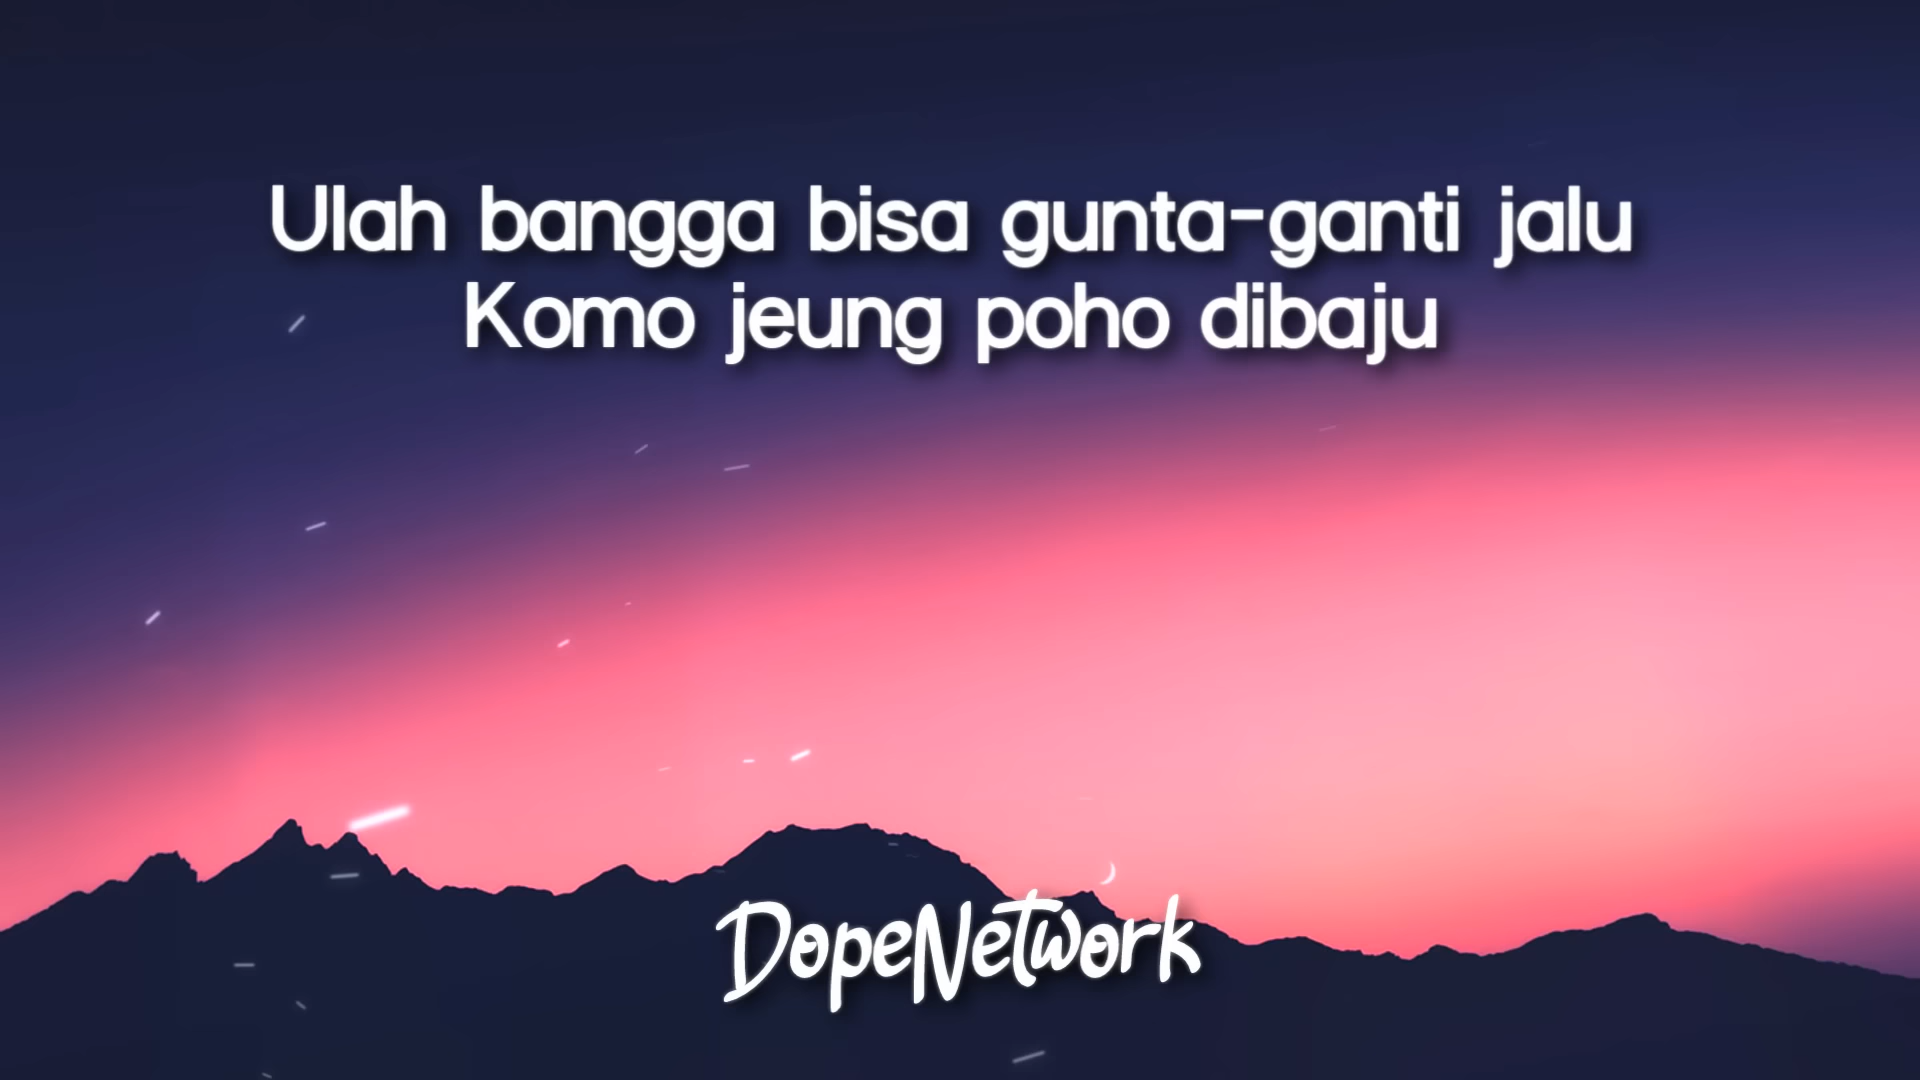 Ulah bangga bisa gunta-ganti jalu
Komo jeung poho dibaju
DopeNetwork